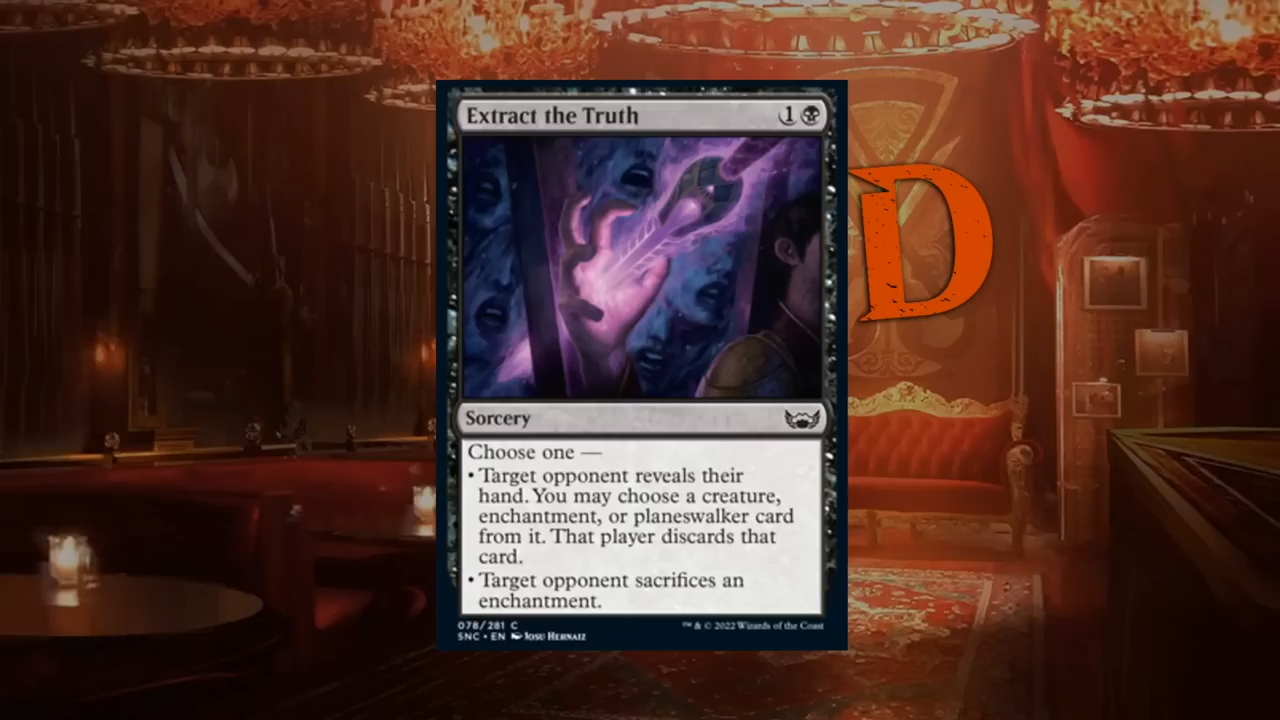 Extract the Truth 1
D
Sorcery
Choose one —
• Target opponent reveals their
hand. You may choose a creature,
enchantment, or planeswalker card
from it. That player discards that
card.
• Target opponent sacrifices an
enchantment.
078/281 C
SNC • EN Iosu Hernaiz
™ & © 2022 Wizards of the Coast